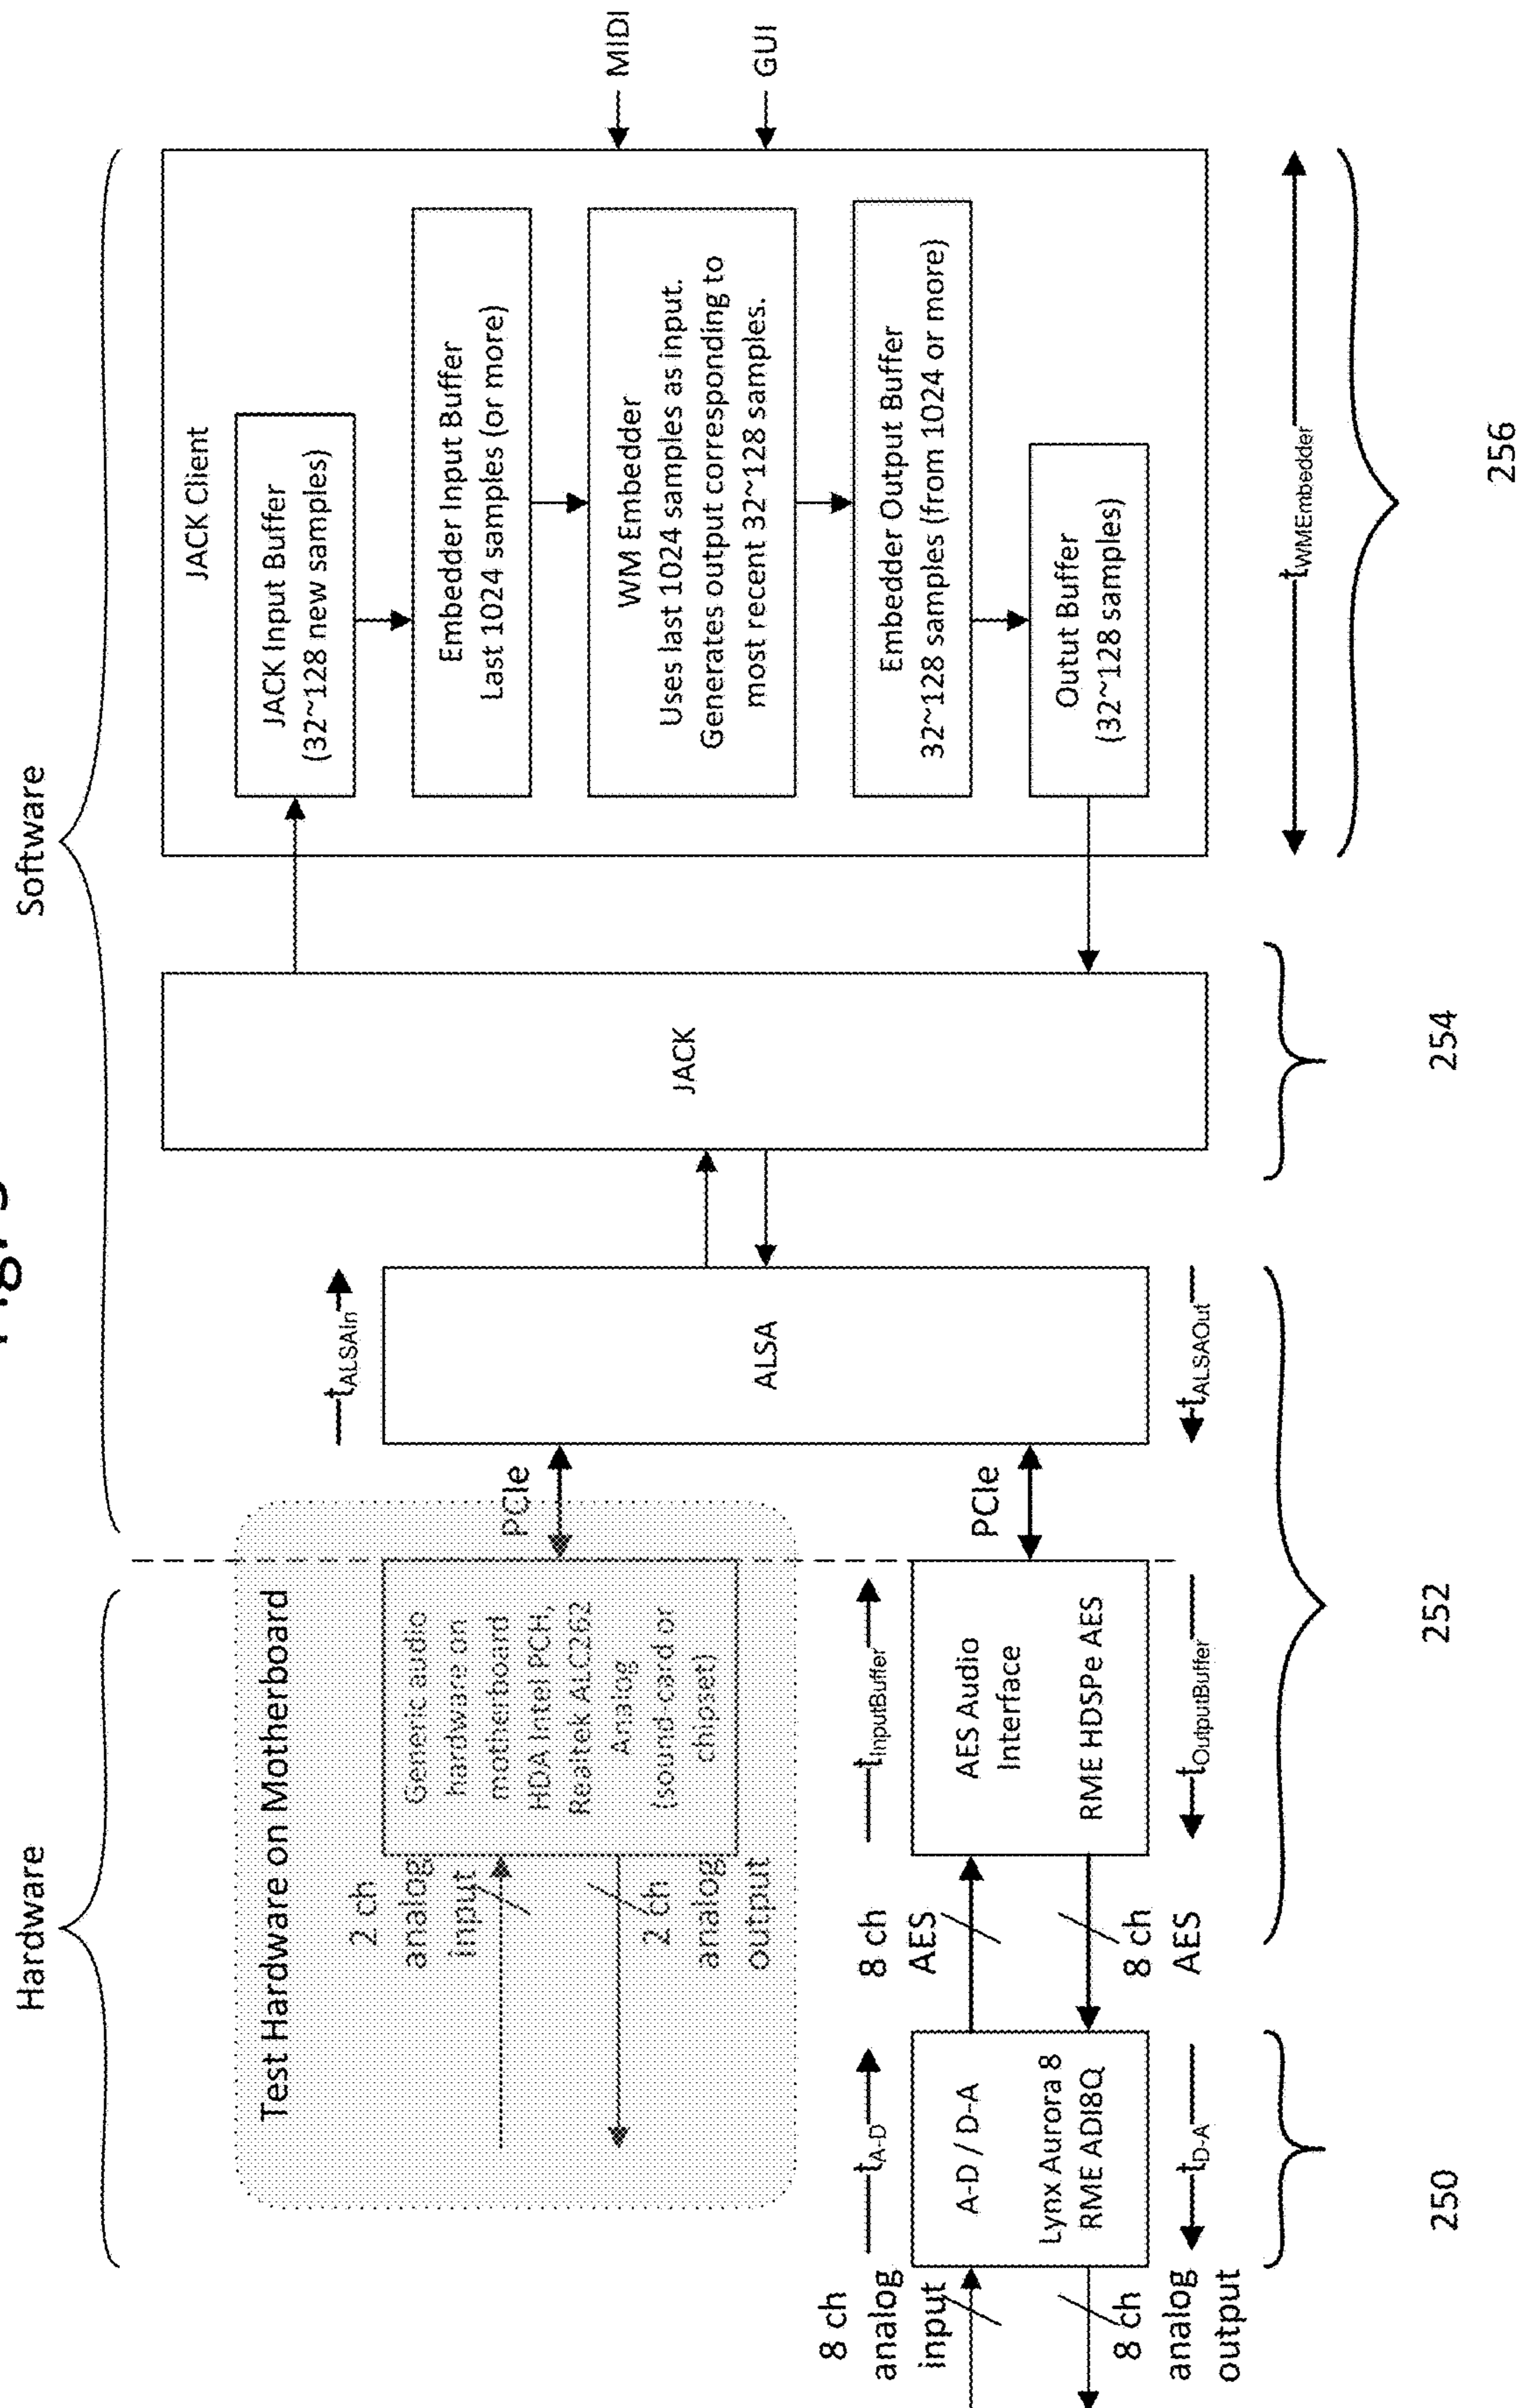 Software
Hardware
JACK Client
JACK Input Buffer
(32~128 new samples)
Embedder Input Buffer
Last 1024 samples (or more)
WM Embedder
Uses last 1024 samples as input.
Generates output corresponding to
most recent 32~128 samples.
Embedder Output Buffer
32~128 samples (from 1024 or more)
Outut Buffer
(32~128 samples)
MIDI
GUI
tWMEmbedder
256
JACK
254
tALSAIn
ALSA
tALSAOut
PCIe
PCIe
252
Test Hardware on Motherboard
Generic audio
hardware on
motherboard
HDA Intel PCH,
Realtek ALC262
Analog
(sound-card or
chipset)
2 ch
analog
input
2 ch
analog
output
tInputBuffer
AES Audio
Interface
RME HDSPe AES
tOutputBuffer
8 ch
AES
8 ch
AES
tA-D
A-D / D-A
Lynx Aurora 8
RME ADI8Q
tD-A
250
8 ch
analog
input
8 ch
analog
output